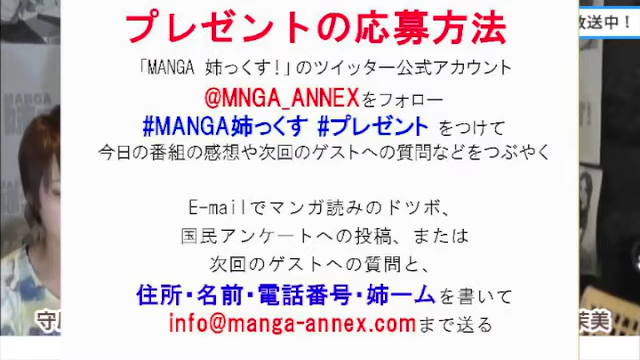 プレゼントの応募方法
「MANGA 姉っくす！」のツイッター公式アカウント
@MNGA_ANNEXをフォロー
#MANGA姉っくす #プレゼント をつけて
今日の番組の感想や次回のゲストへの質問などをつぶやく
E-mailでマンガ読みのドツボ、
国民アンケートへの投稿、または
次回のゲストへの質問と、
住所・名前・電話番号・姉ームを書いて
info@manga-annex.comまで送る
放送中！
守
美
MANGA